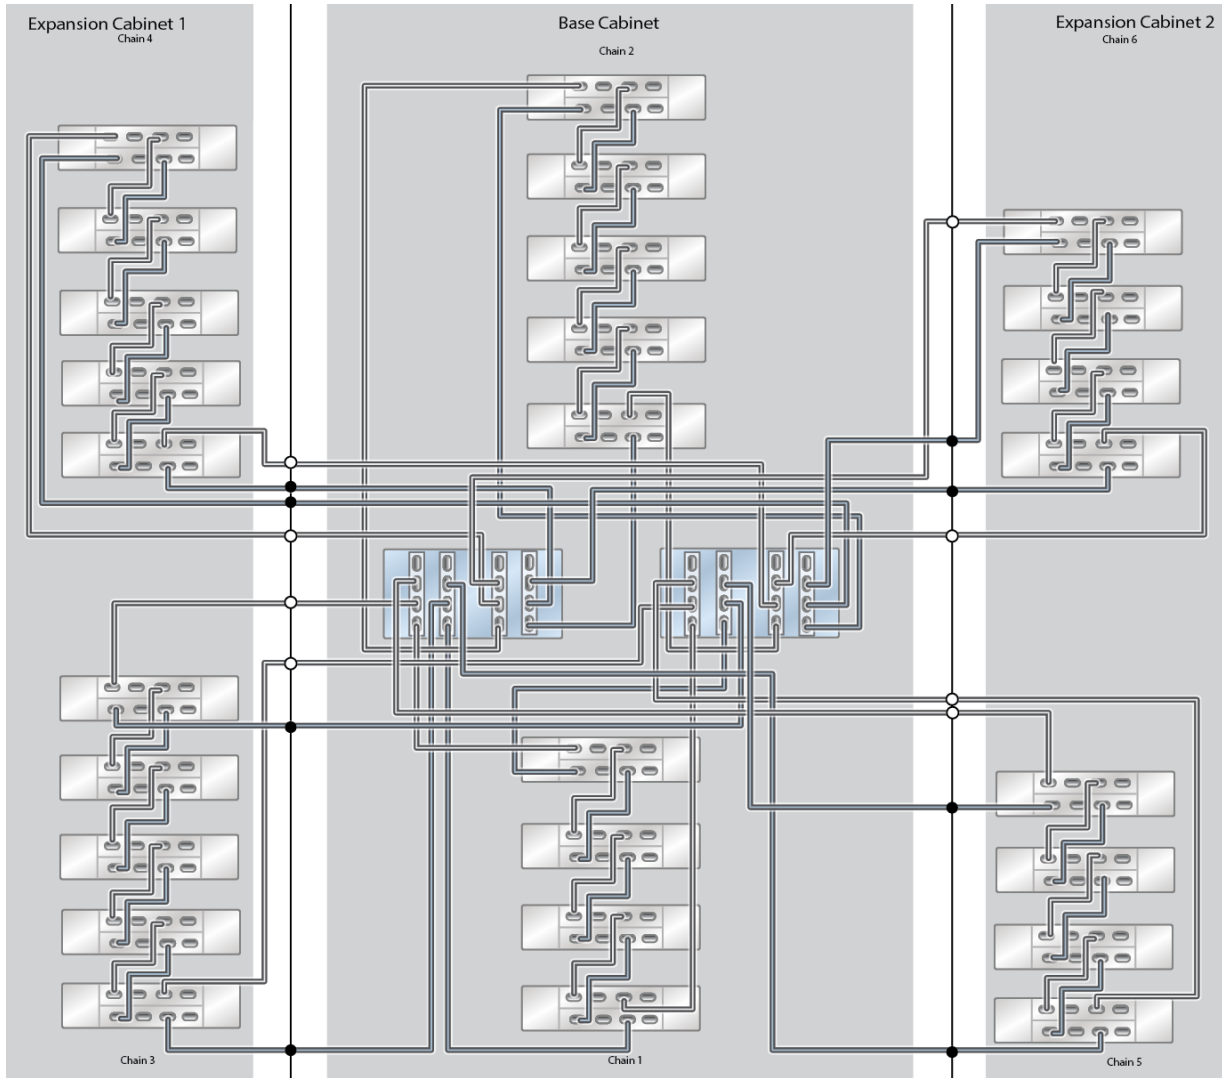 Expansion Cabinet 1
Chain 4
Base Cabinet
Chain 2
Expansion Cabinet 2
Chain 6
Chain 3
Chain 1
Chain 5